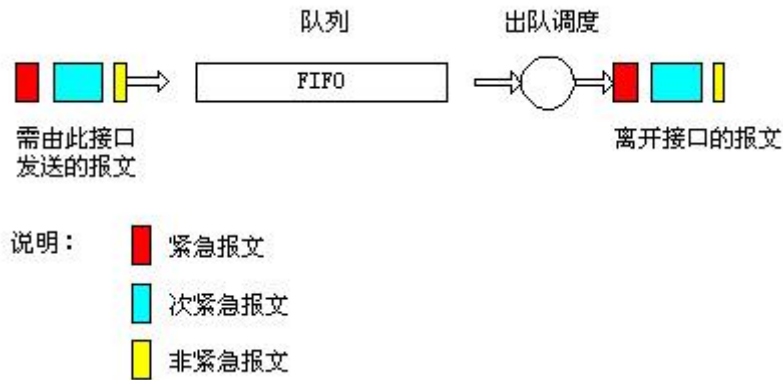 队列
出队调度
FIFO
需由此接口
发送的报文
离开接口的报文
说明：
紧急报文
次紧急报文
非紧急报文